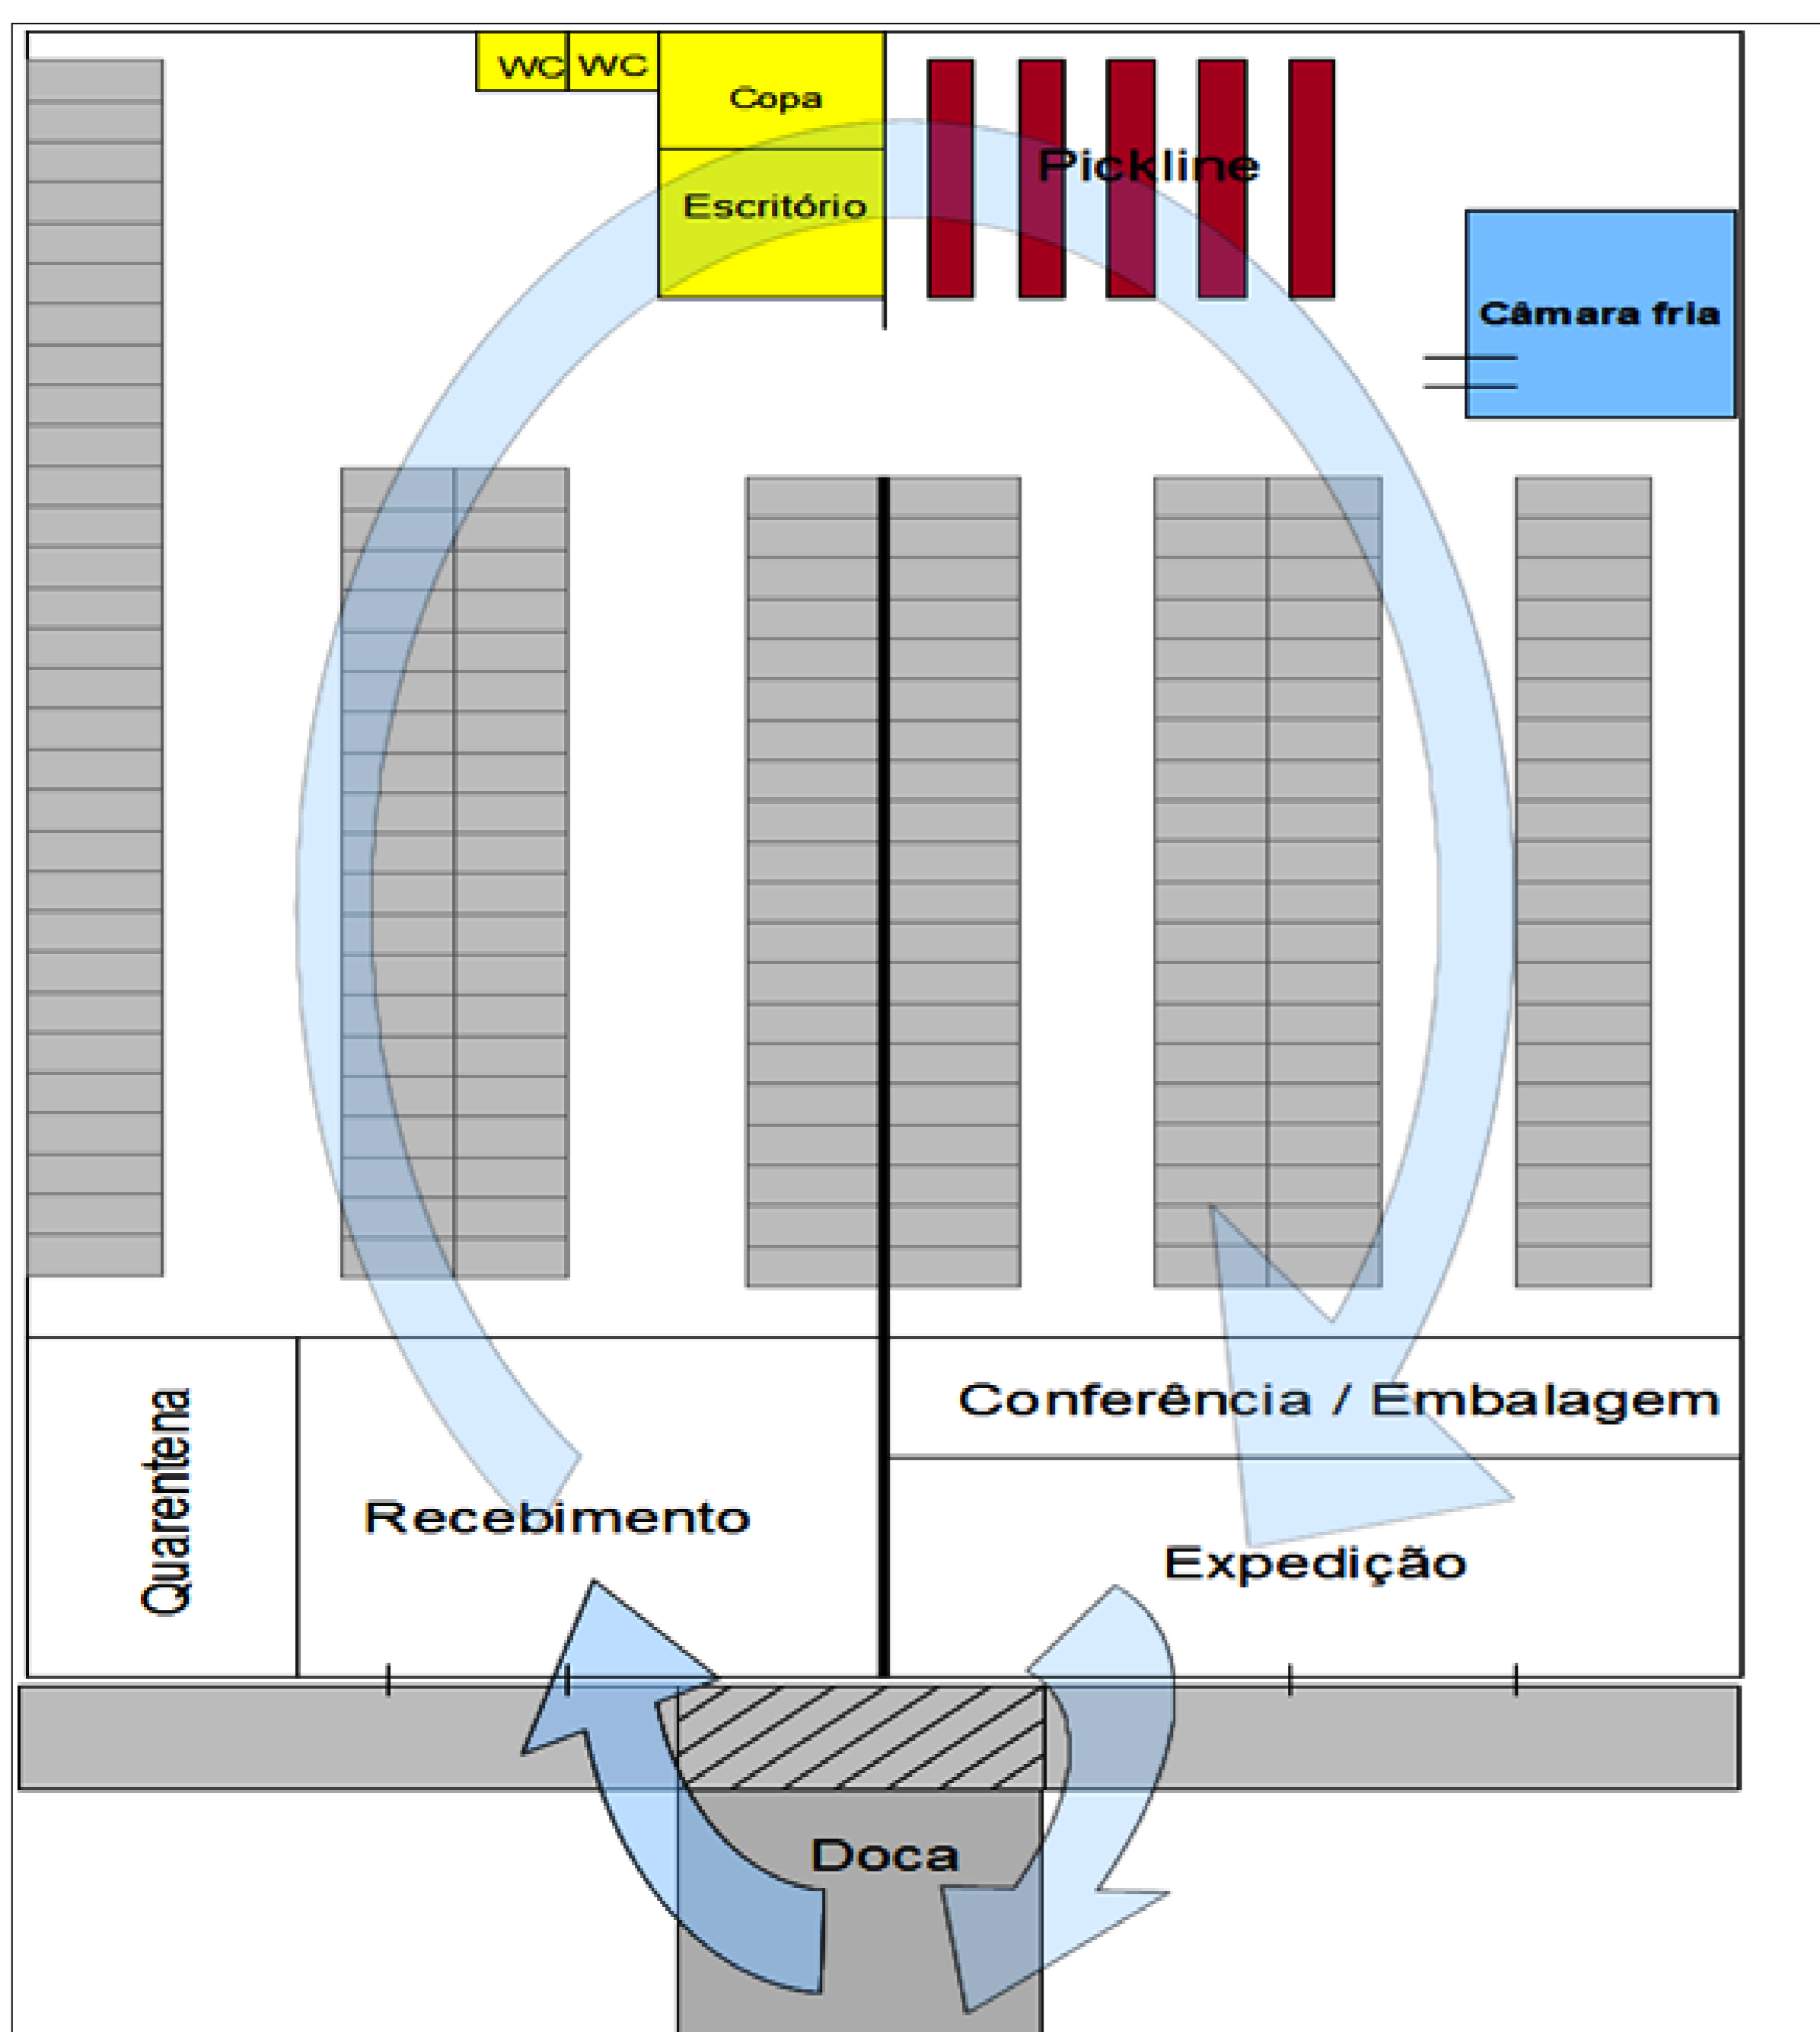 WC
WC
Copa
Escritório
Pickline
Câmara fria
Quarentena
Recebimento
Conferência / Embalagem
Expedição
Doca